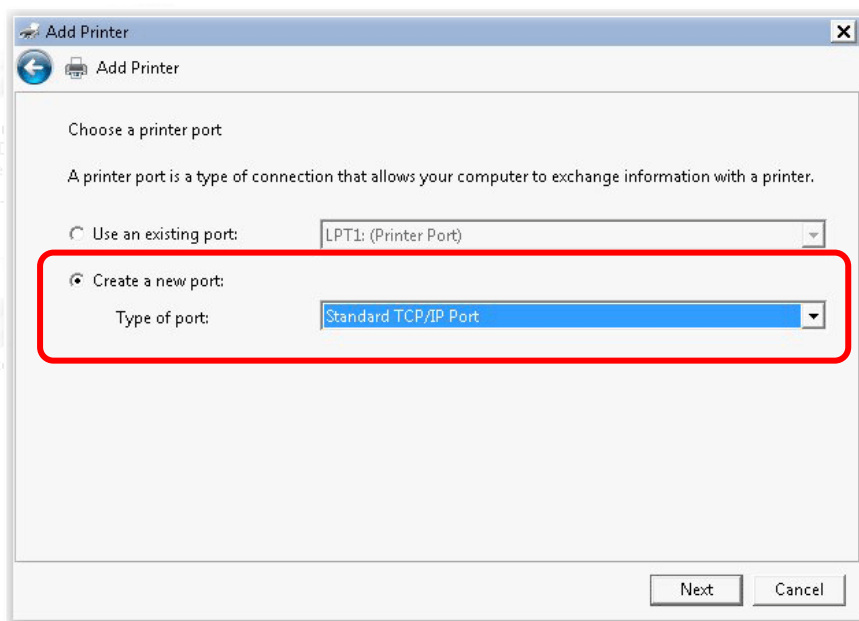 Add Printer
Add Printer
Choose a printer port
A printer port is a type of connection that allows your computer to exchange information with a printer.
Use an existing port: LPT1: (Printer Port)
Create a new port:
Type of port: Standard TCP/IP Port
Next Cancel